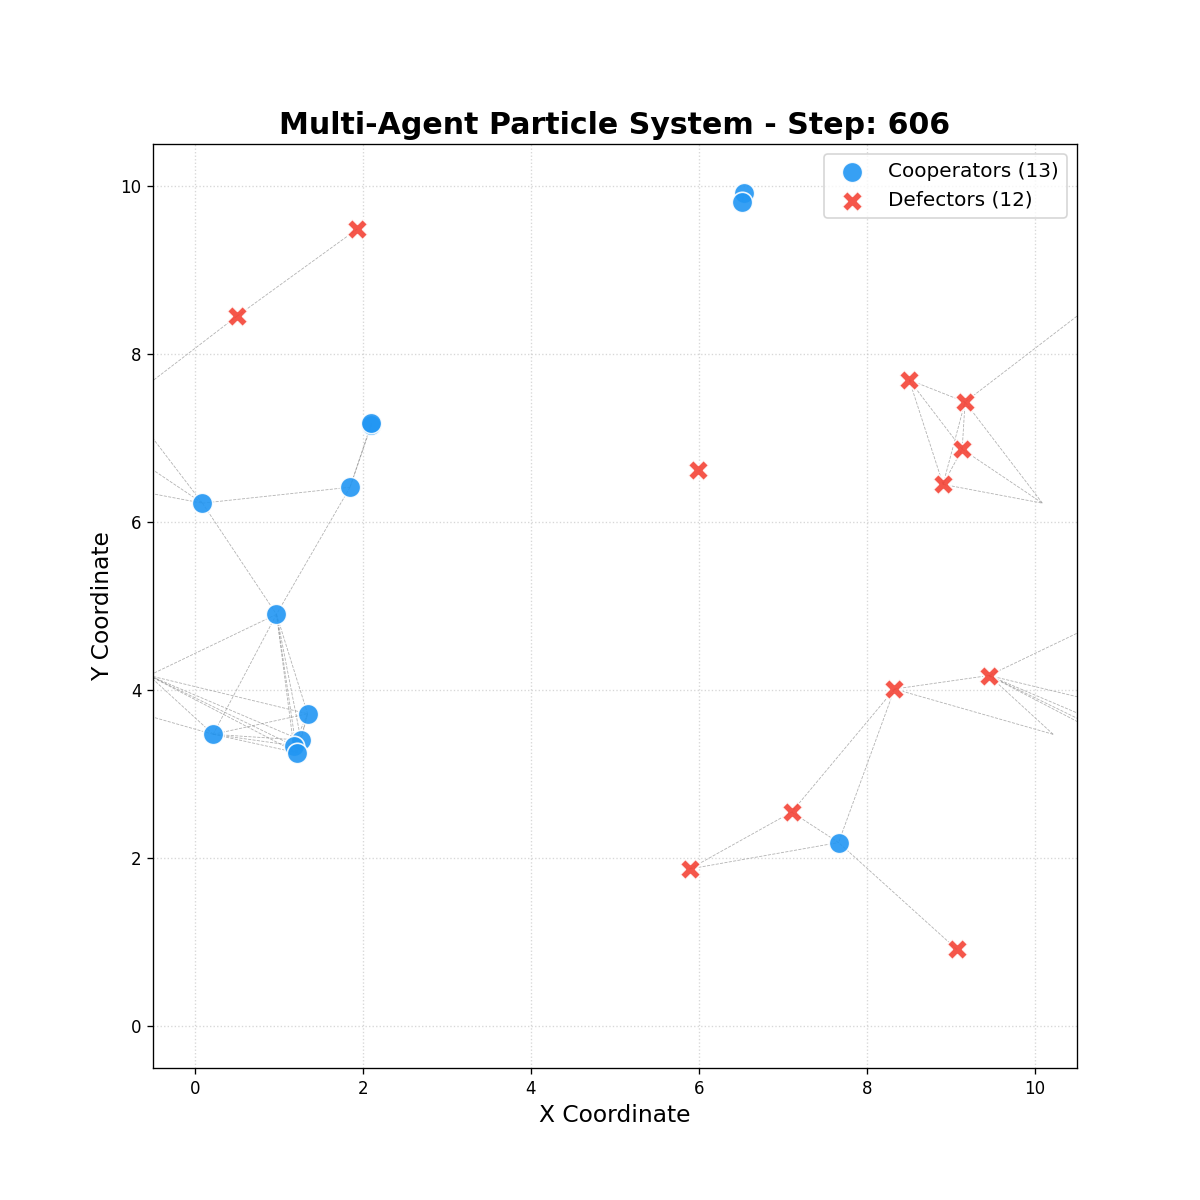 Multi-Agent Particle System - Step: 606
Cooperators (13)
Defectors (12)
10
8
6
4
2
0
Y Coordinate
0
2
4
6
8
10
X Coordinate